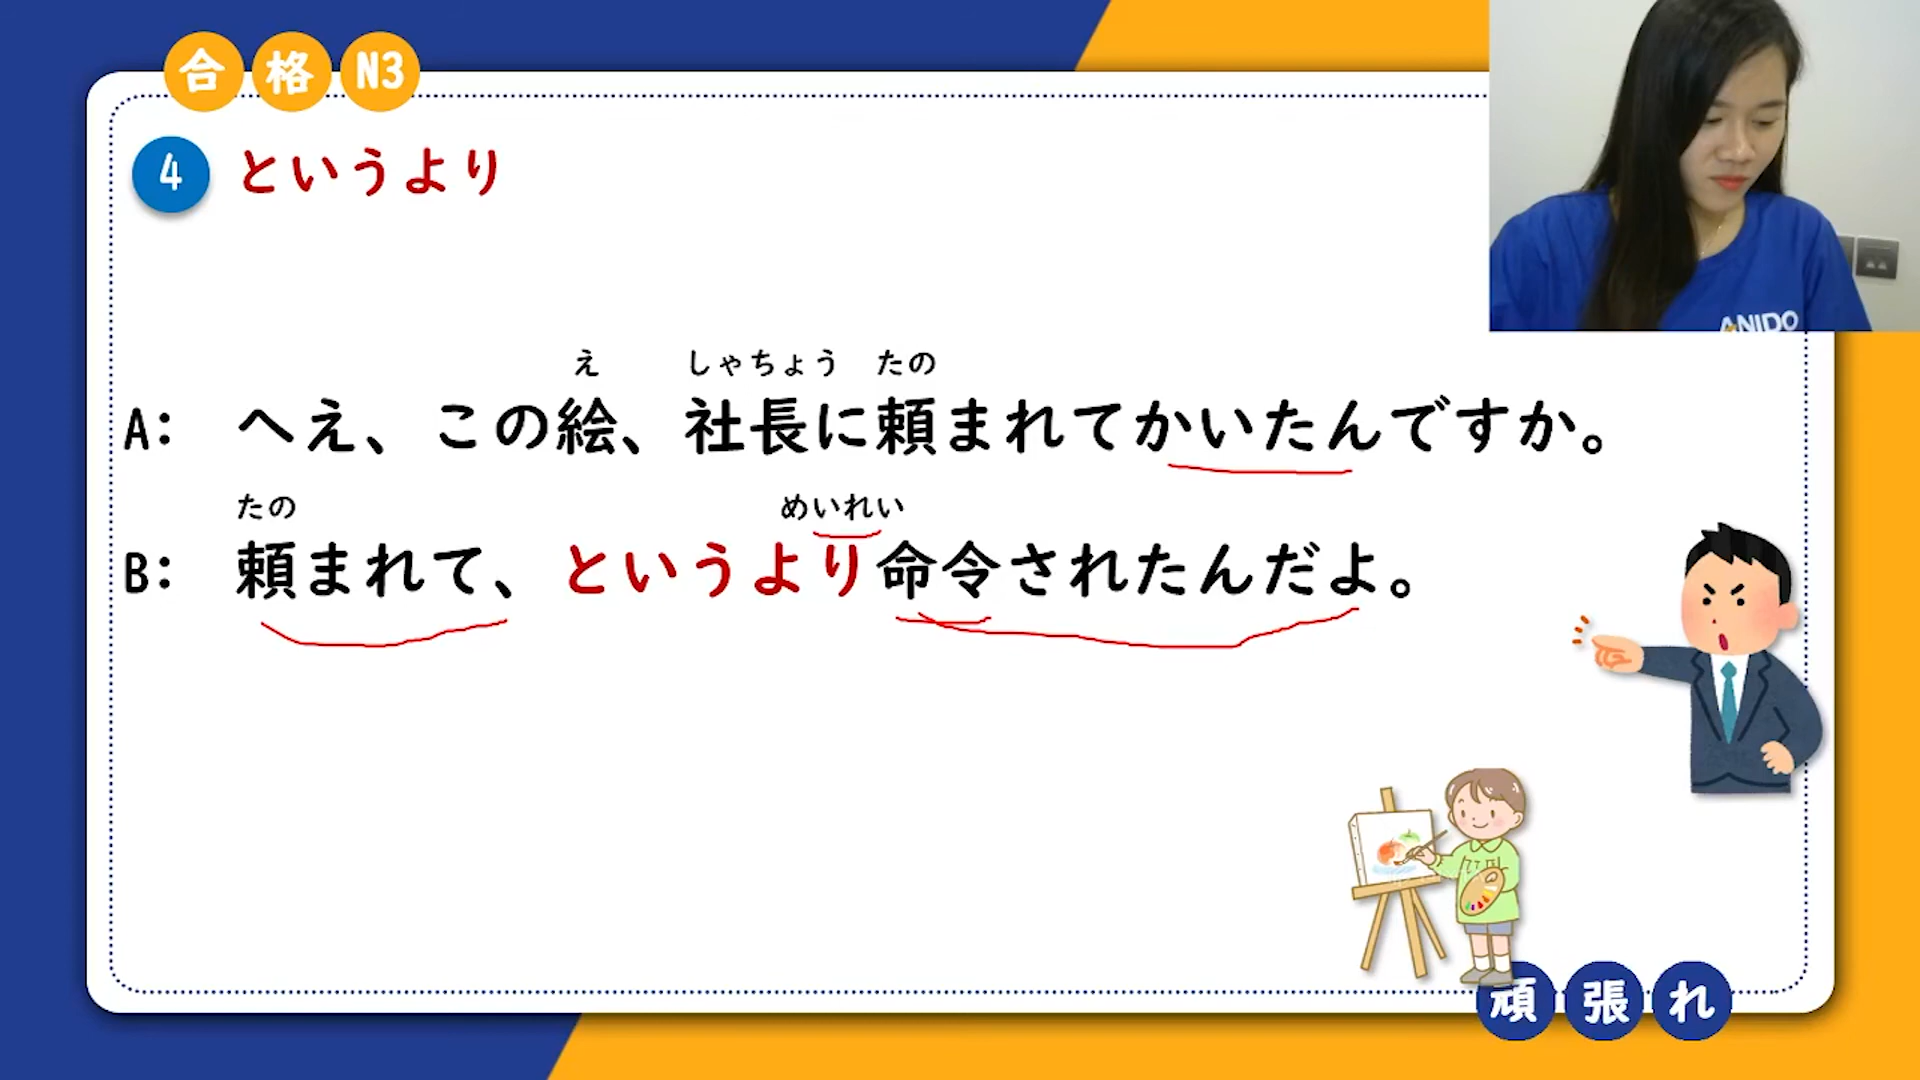 合格N3
4 というより
え しゃちょう たの
A: へえ、この絵、社長に頼まれてかいたんですか。
たの めいれい
B: 頼まれて、というより命令されたんだよ。
ANIDO
頑張れ